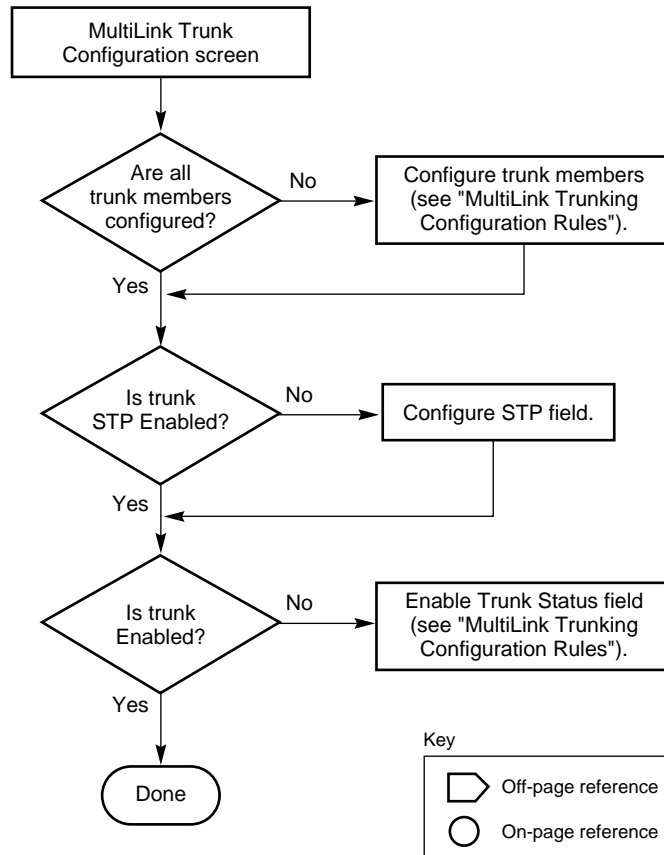 MultiLink Trunk
Configuration screen
Are all
trunk members
configured?
No
Configure trunk members
(see "MultiLink Trunking
Configuration Rules").
Yes
Is trunk
STP Enabled?
No
Configure STP field.
Yes
Is trunk
Enabled?
No
Enable Trunk Status field
(see "MultiLink Trunking
Configuration Rules").
Yes
Done
Key
Off-page reference
On-page reference